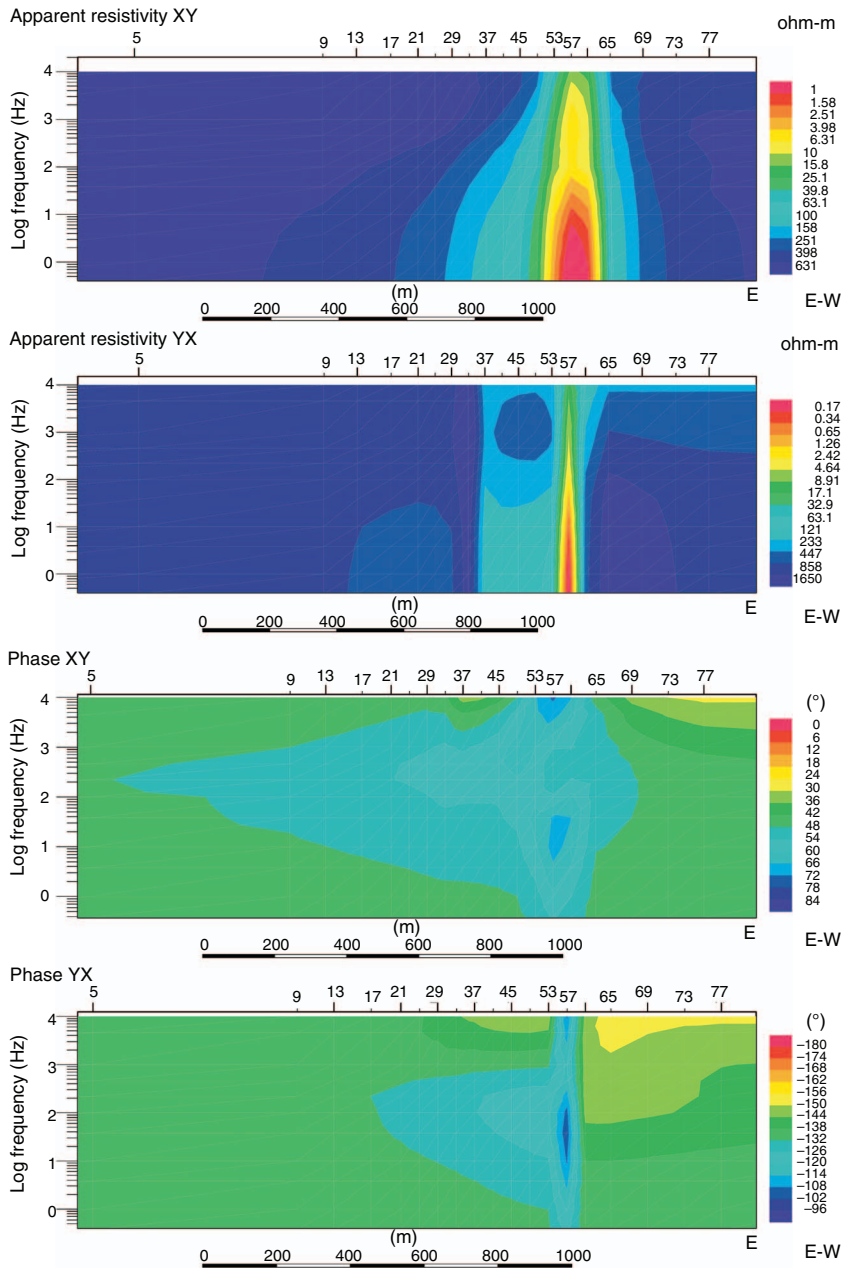 Apparent resistivity XY
ohm-m
5 9 13 17 21 29 37 45 53 57 65 69 73 77
Log frequency (Hz)
4
3
2
1
0
1
1.58
2.51
3.98
6.31
10
15.8
25.1
39.8
63.1
100
158
251
398
631
(m)
E
E-W
0 200 400 600 800 1000
Apparent resistivity YX
ohm-m
5 9 13 17 21 29 37 45 53 57 65 69 73 77
Log frequency (Hz)
4
3
2
1
0
0.17
0.34
0.65
1.26
2.42
4.64
8.91
17.1
32.9
63.1
121
233
447
858
1650
(m)
E
E-W
0 200 400 600 800 1000
Phase XY
(°)
5 9 13 17 21 29 37 45 53 57 65 69 73 77
Log frequency (Hz)
4
3
2
1
0
0
6
12
18
24
30
36
42
48
54
60
66
72
78
84
(m)
E
E-W
0 200 400 600 800 1000
Phase YX
(°)
5 9 13 17 21 29 37 45 53 57 65 69 73 77
Log frequency (Hz)
4
3
2
1
0
−180
−174
−168
−162
−156
−150
−144
−138
−132
−126
−120
−114
−108
−102
−96
(m)
E
E-W
0 200 400 600 800 1000